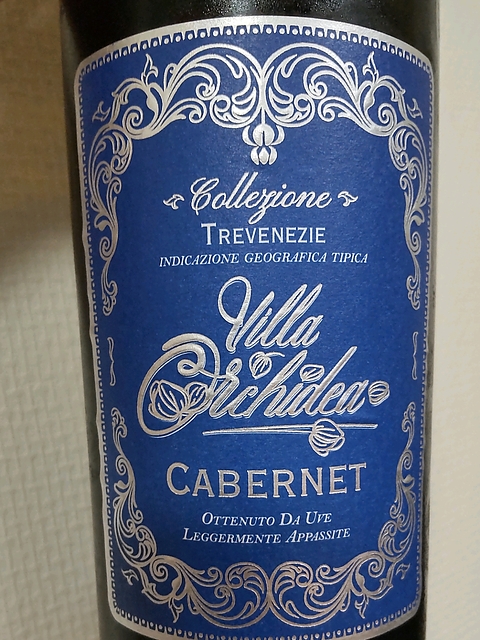 Collezione
TREVENEZIE
INDICAZIONE GEOGRAFICA TIPICA
Villa
Orchidea
CABERNET
OTTENUTO DA UVE
LEGGERMENTE APPASSITE